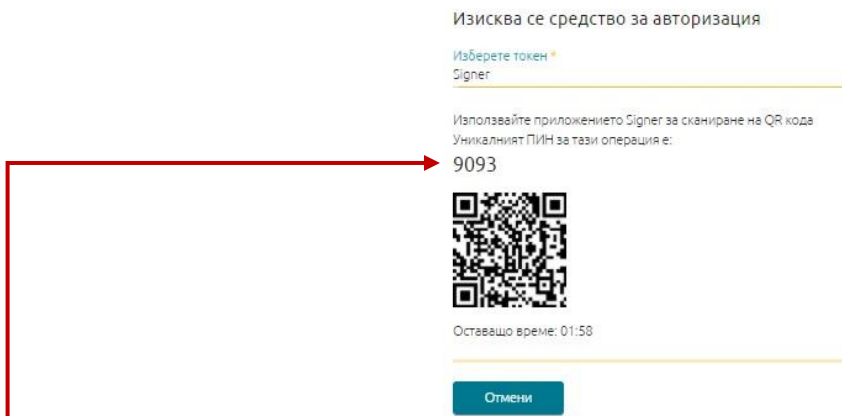 Изисква се средство за авторизация
Изберете токен *
Signer
Използвайте приложението Signer за сканиране на QR кода
Уникалният ПИН за тази операция е:
9093
Оставащо време: 01:58
Отмени